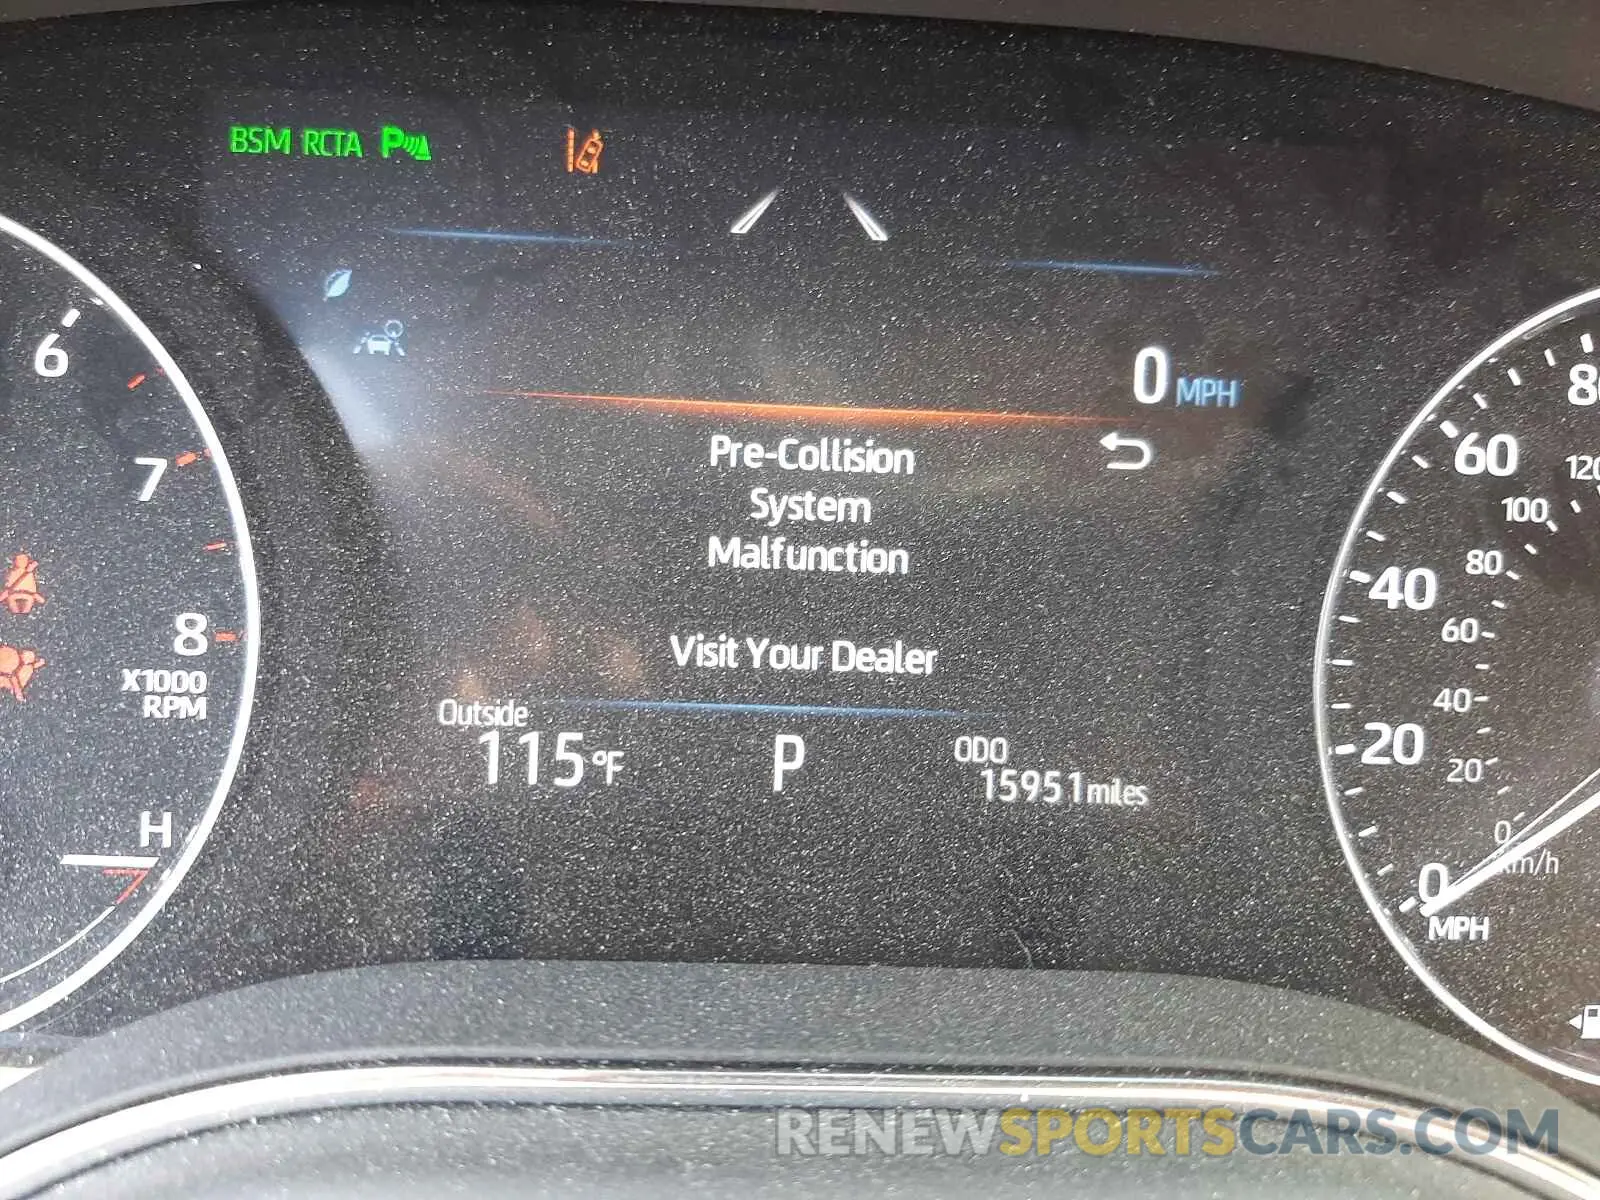 BSM RCTA P
0 MPH
Pre-Collision
System
Malfunction
Visit Your Dealer
Outside
115°F
P
ODO
15951 miles
6
7
8
X1000
RPM
H
60
40
20
0
MPH
120
100
80
60
40
20
0
km/h
RENEWSPORTSCARS.COM